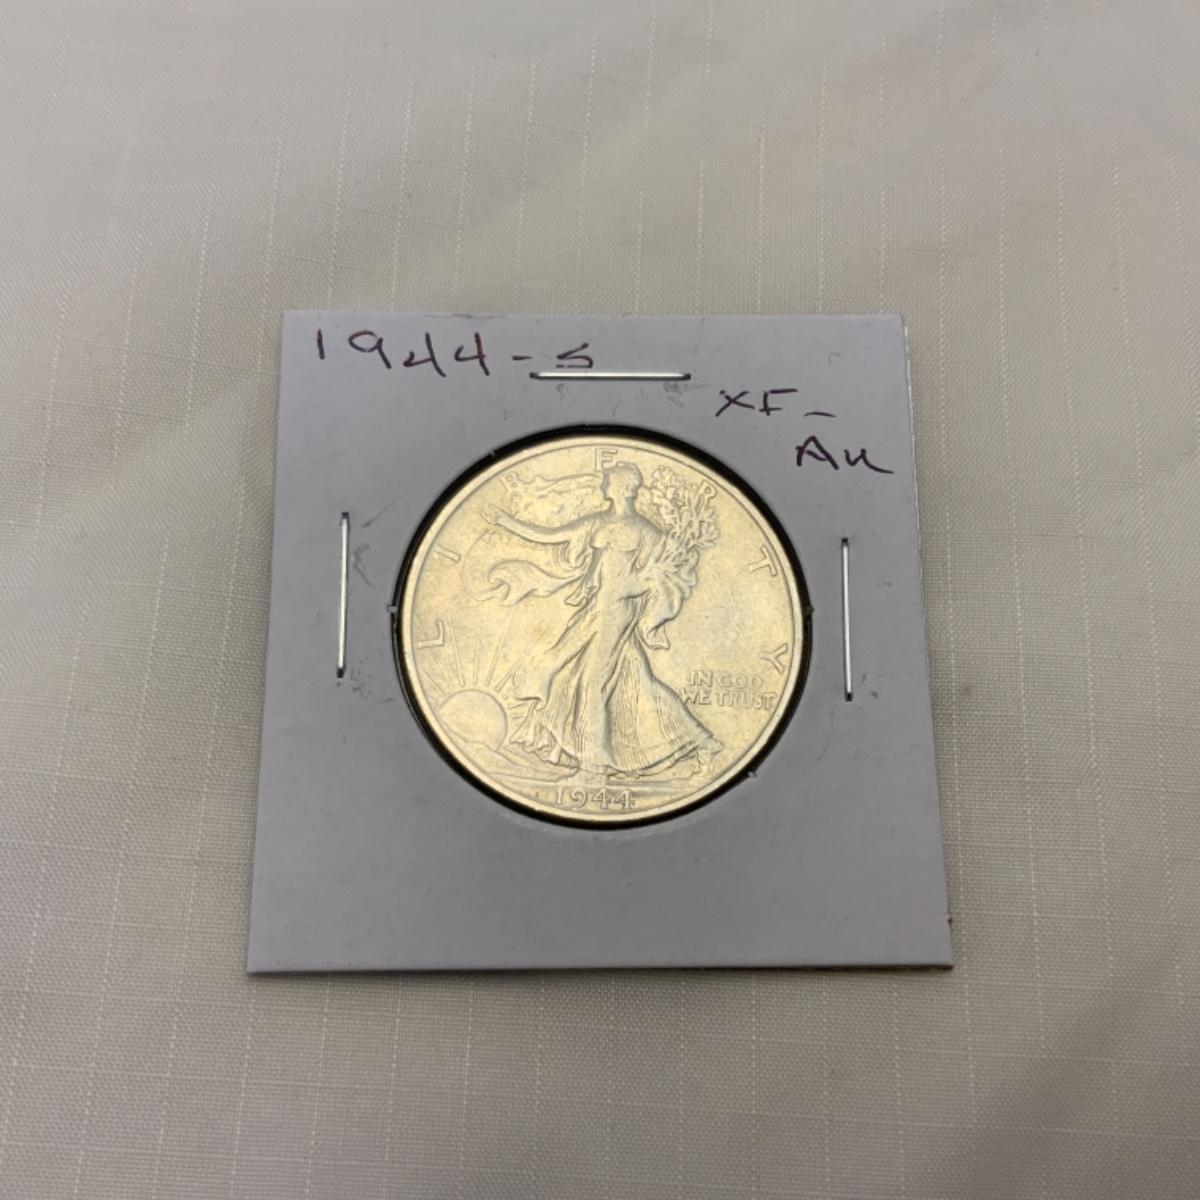 1944-S
XF-
Au
LIBERTY
IN GOD
WE TRUST
1944